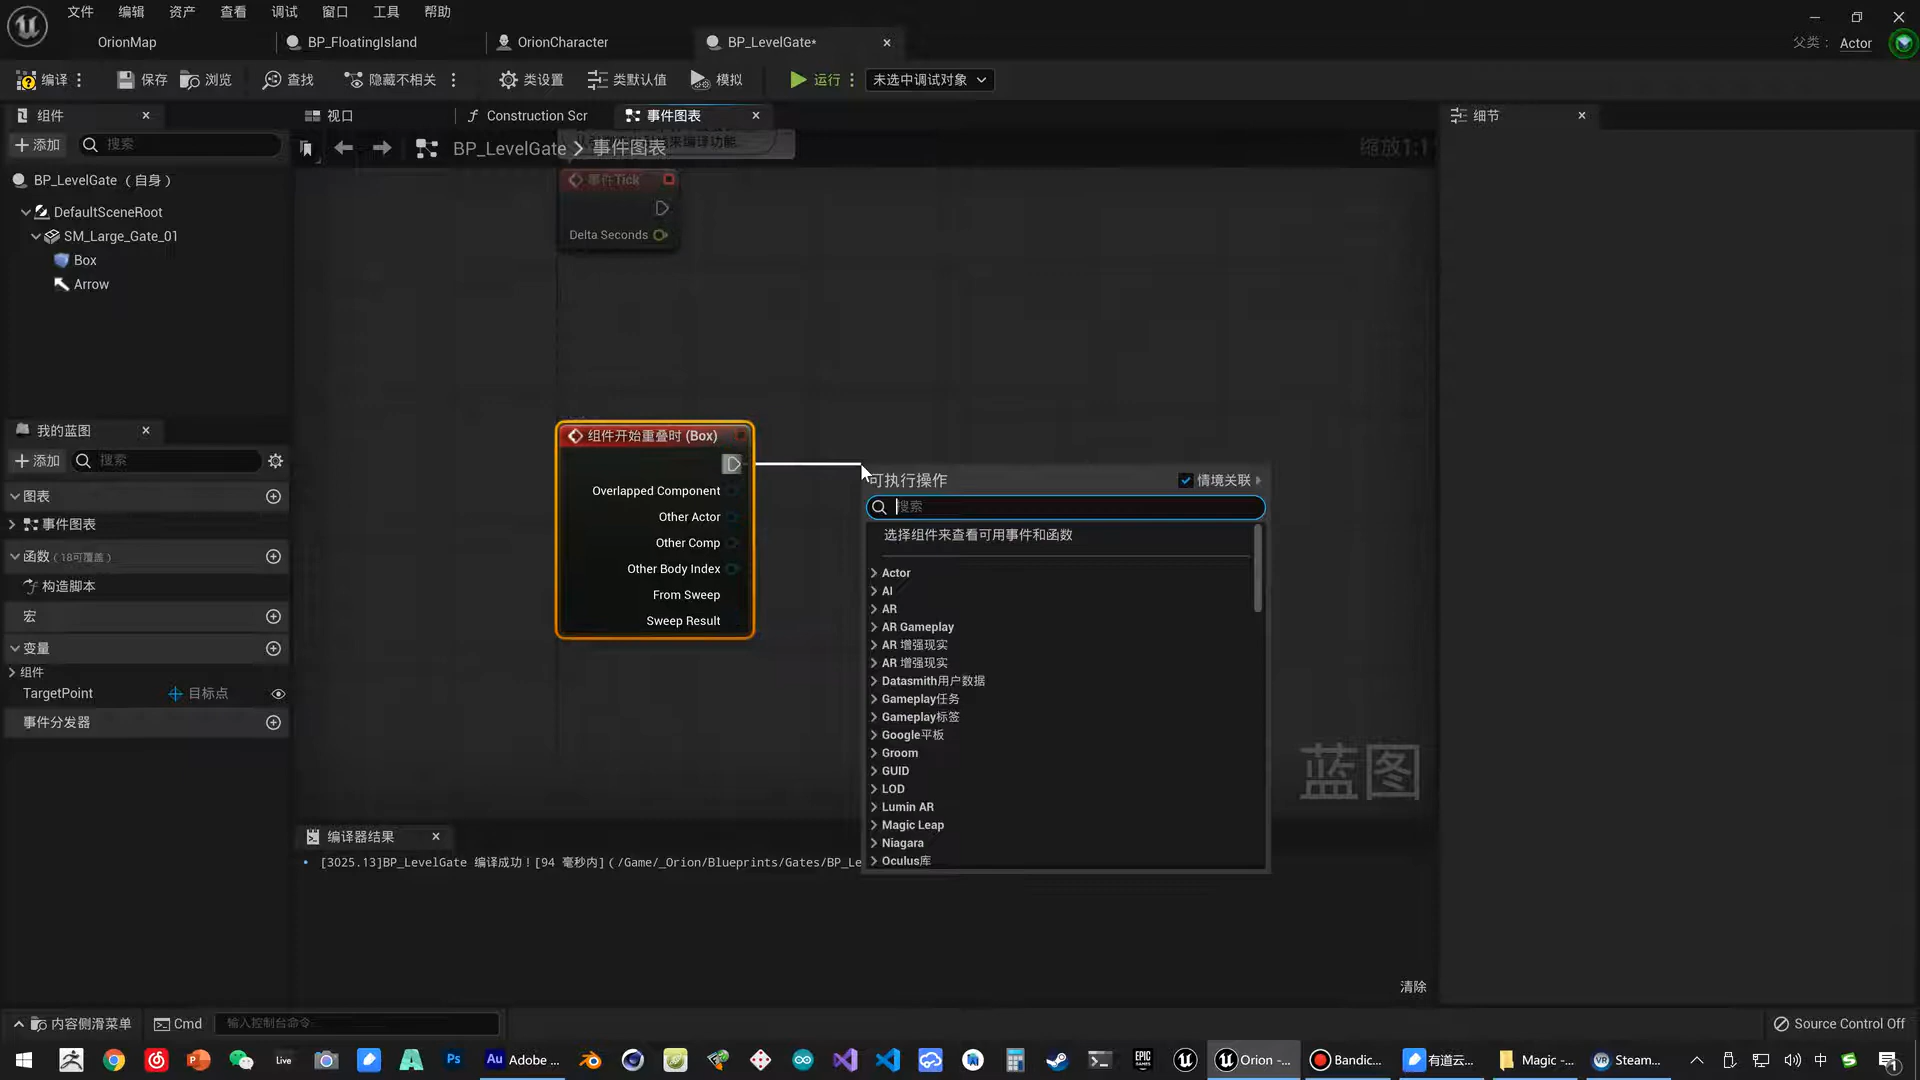 文件 编辑 资产 查看 调试 窗口 工具 帮助
OrionMap BP_FloatingIsland OrionCharacter BP_LevelGate*
父类： Actor
编译 保存 浏览 查找 隐藏不相关 类设置 类默认值 模拟 运行 未选中调试对象
组件 视口 Construction Scr 事件图表 细节
添加 搜索
BP_LevelGate 事件图表 缩放1:1
BP_LevelGate （自身）
DefaultSceneRoot
SM_Large_Gate_01
Box
Arrow
事件Tick
Delta Seconds
我的蓝图
添加 搜索
图表
事件图表
函数（18可覆盖）
构造脚本
宏
变量
组件
TargetPoint 目标点
事件分发器
组件开始重叠时 (Box)
Overlapped Component
Other Actor
Other Comp
Other Body Index
From Sweep
Sweep Result
可执行操作 情境关联
搜索
选择组件来查看可用事件和函数
Actor
AI
AR
AR Gameplay
AR 增强现实
AR 增强现实
Datasmith用户数据
Gameplay任务
Gameplay标签
Google平板
Groom
GUID
LOD
Lumin AR
Magic Leap
Niagara
Oculus库
蓝图
编译器结果
[3025.13]BP_LevelGate 编译成功！[94 毫秒内]（/Game/_Orion/Blueprints/Gates/BP_Le
清除
内容侧滑菜单 Cmd 输入控制台命令 Source Control Off
Live Ps Au Adobe ... EPIC GAMES Orion -... Bandic... 有道云... Magic -... VR Steam... 中 1